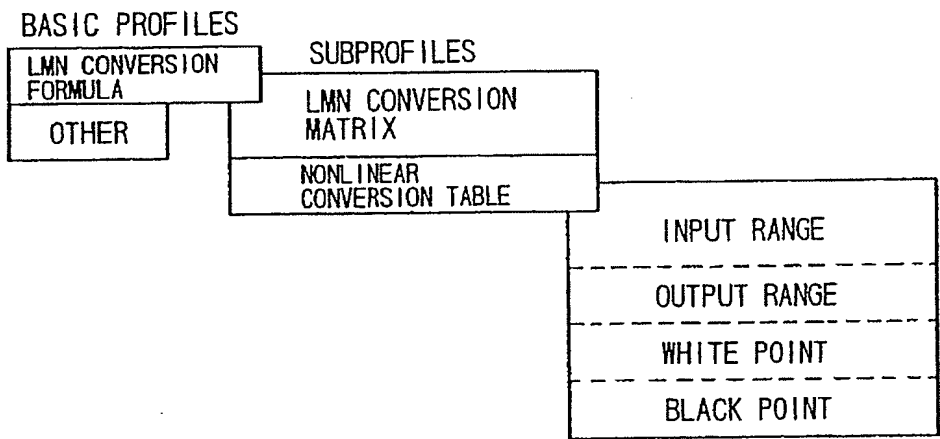 BASIC PROFILES
LMN CONVERSION
FORMULA
OTHER
SUBPROFILES
LMN CONVERSION
MATRIX
NONLINEAR
CONVERSION TABLE
INPUT RANGE
OUTPUT RANGE
WHITE POINT
BLACK POINT